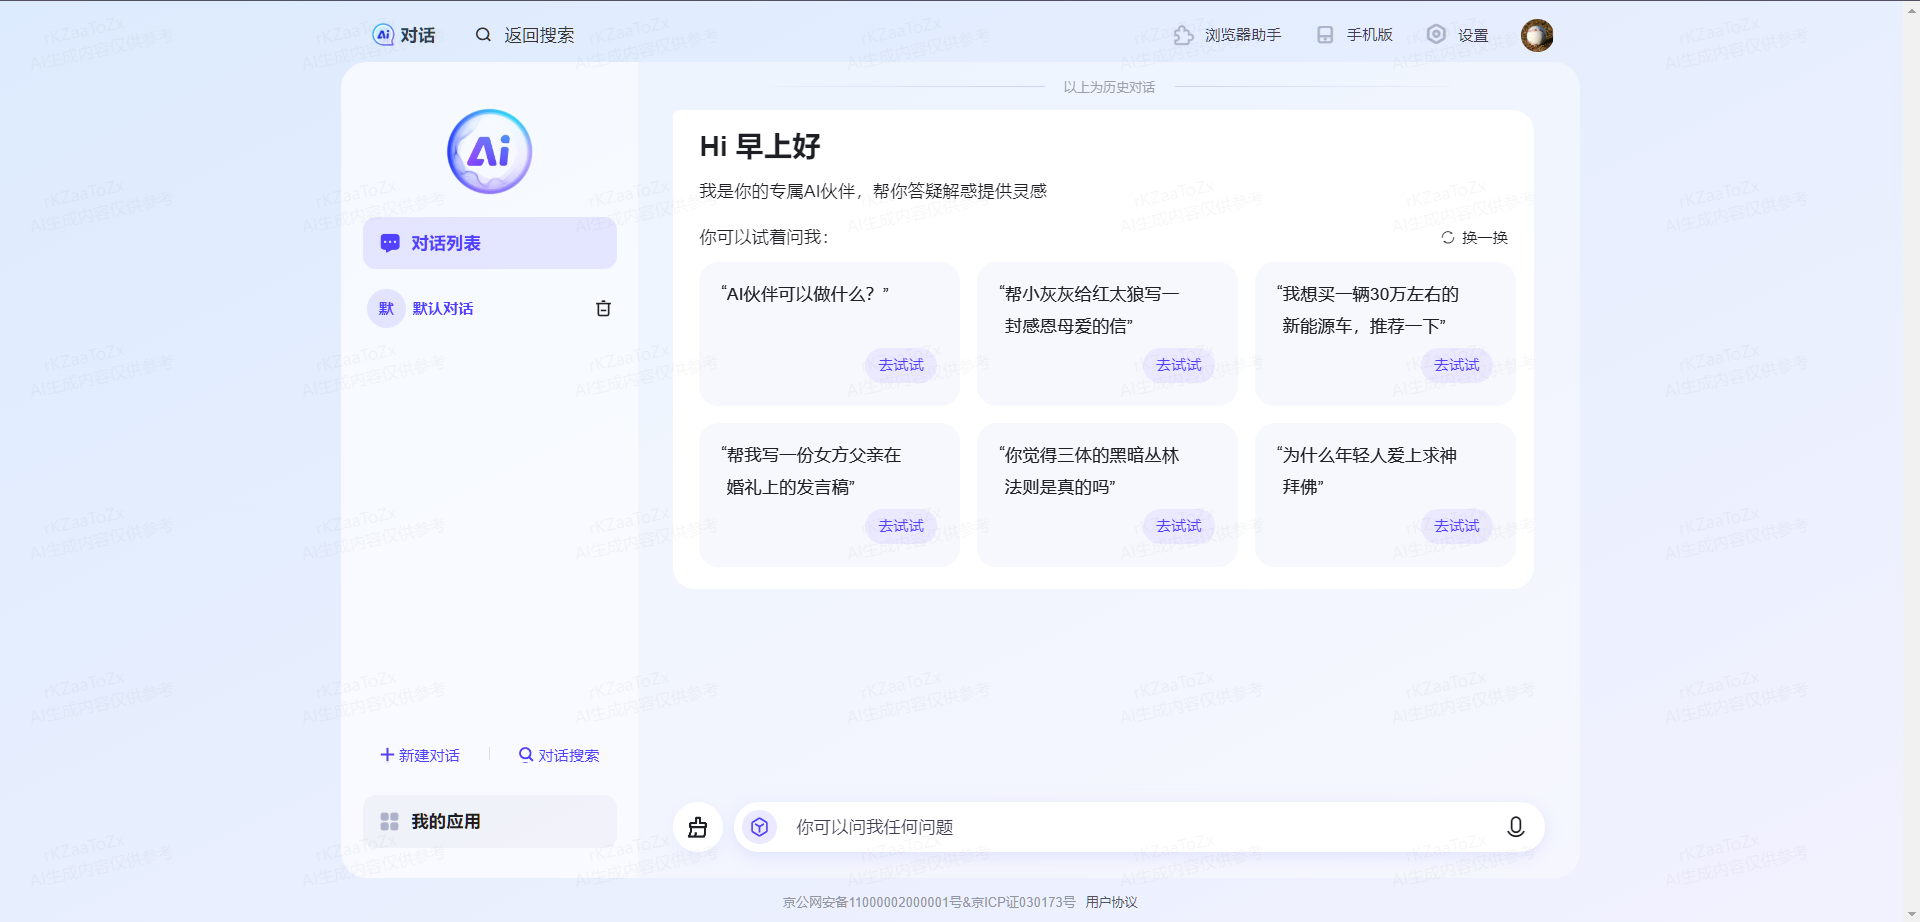 Ai 对话
返回搜索
浏览器助手
手机版
设置
Ai
对话列表
默 默认对话
新建对话
对话搜索
我的应用
以上为历史对话
Hi 早上好
我是你的专属AI伙伴，帮你答疑解惑提供灵感
你可以试着问我：
换一换
“AI伙伴可以做什么？”
去试试
“帮小灰灰给红太狼写一
封感恩母爱的信”
去试试
“我想买一辆30万左右的
新能源车，推荐一下”
去试试
“帮我写一份女方父亲在
婚礼上的发言稿”
去试试
“你觉得三体的黑暗丛林
法则是真的吗”
去试试
“为什么年轻人爱上求神
拜佛”
去试试
你可以问我任何问题
京公网安备11000002000001号&京ICP证030173号 用户协议
rKZaaToZx
AI生成内容仅供参考